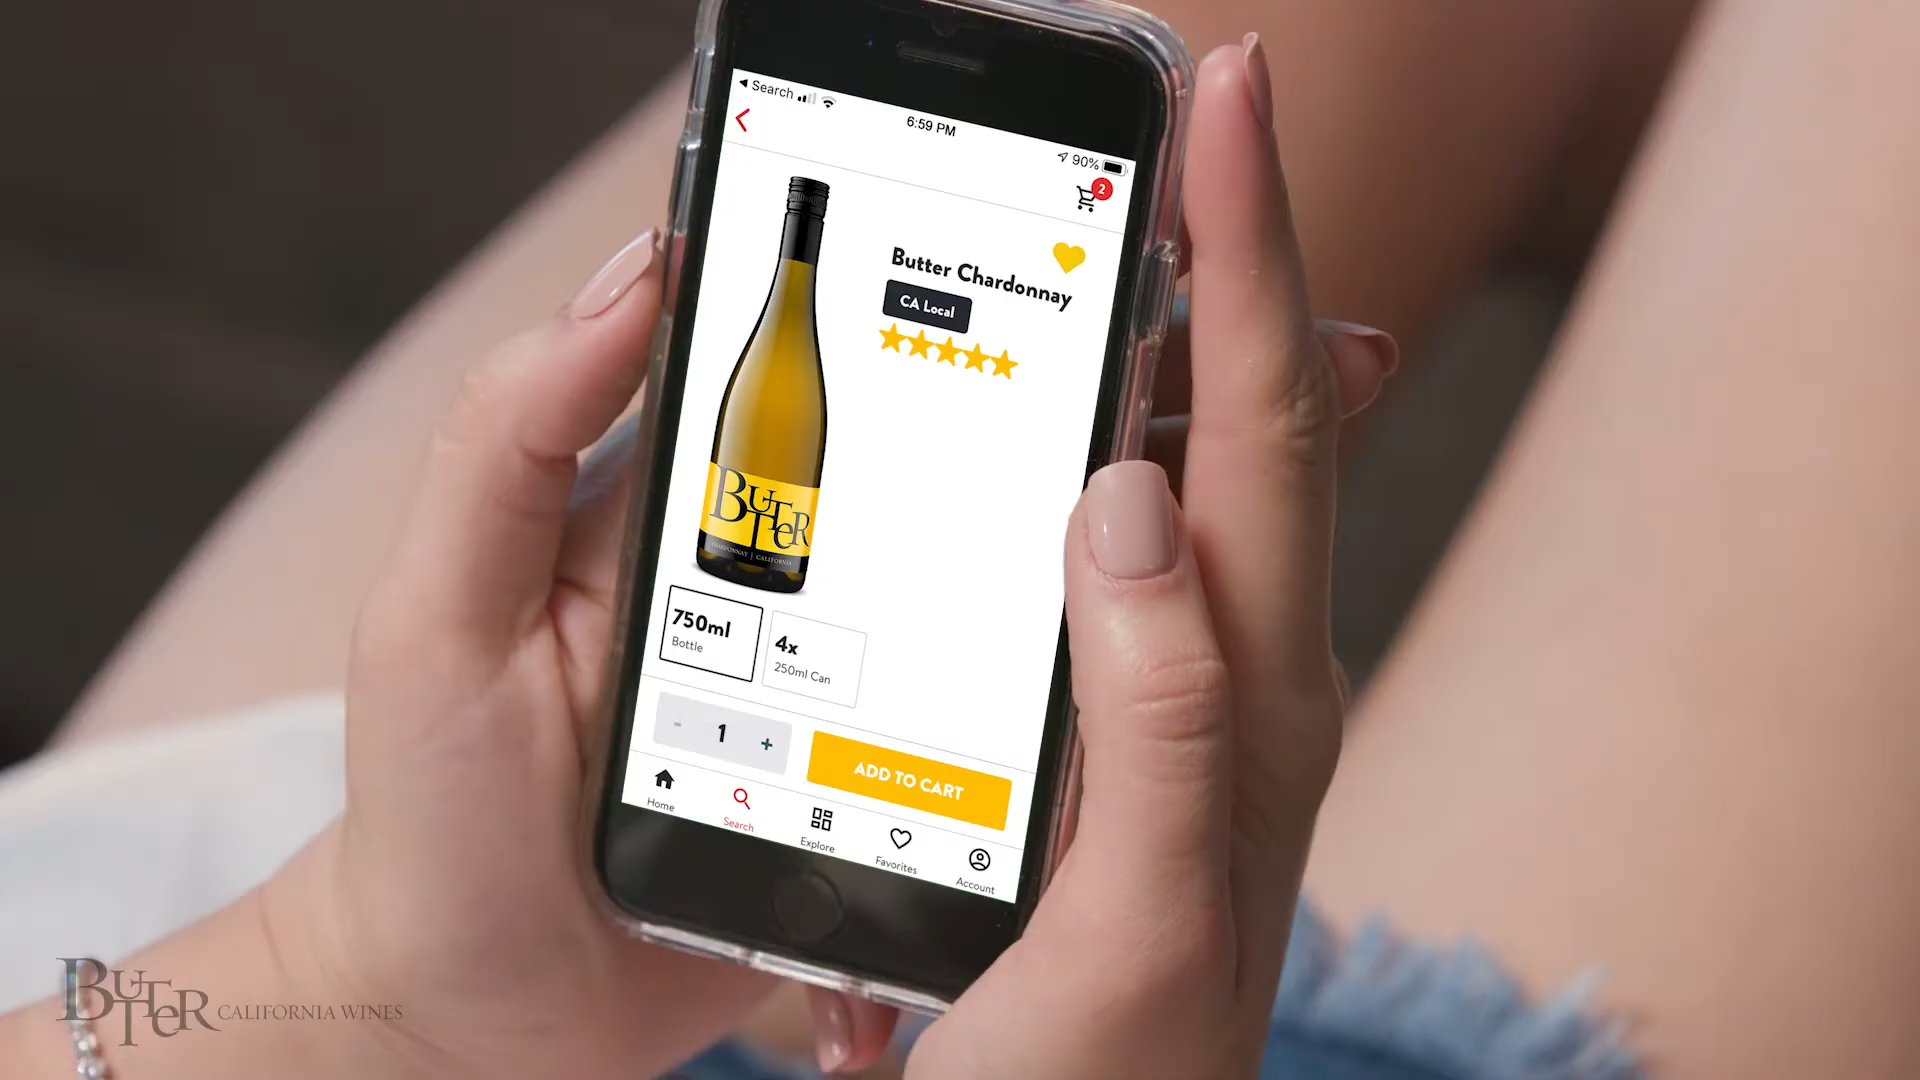 Search
6:59 PM
90%
2
Butter Chardonnay
CA Local
BUTTER
CHARDONNAY | CALIFORNIA
750ml
Bottle
4x
250ml Can
- 1 +
ADD TO CART
Home
Search
Explore
Favorites
Account
BUTTER CALIFORNIA WINES